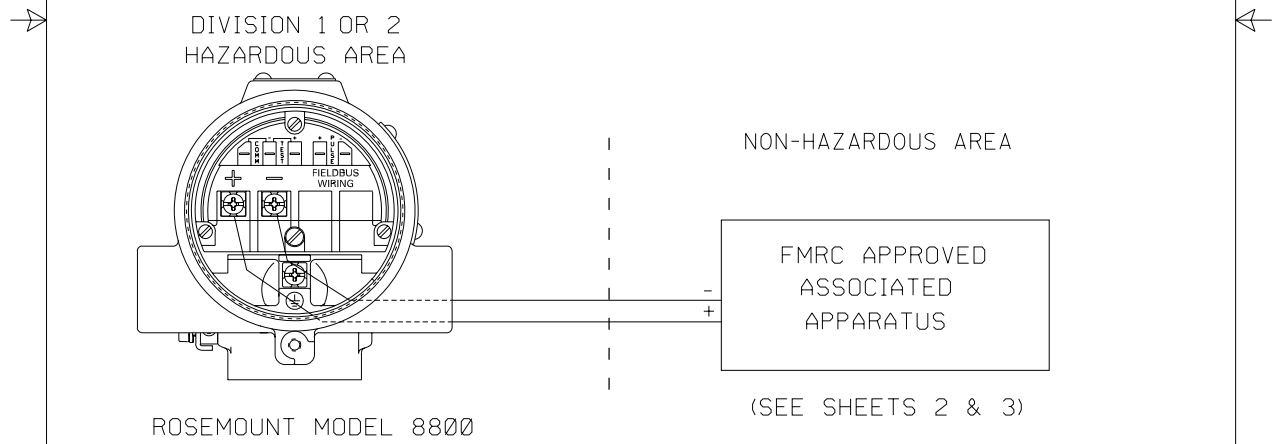 DIVISION 1 OR 2
HAZARDOUS AREA
NON-HAZARDOUS AREA
- + + -
COMM TEST PULSE
+ -
FIELDBUS
WIRING
FMRC APPROVED
ASSOCIATED
APPARATUS
-
+
(SEE SHEETS 2 & 3)
ROSEMOUNT MODEL 8800